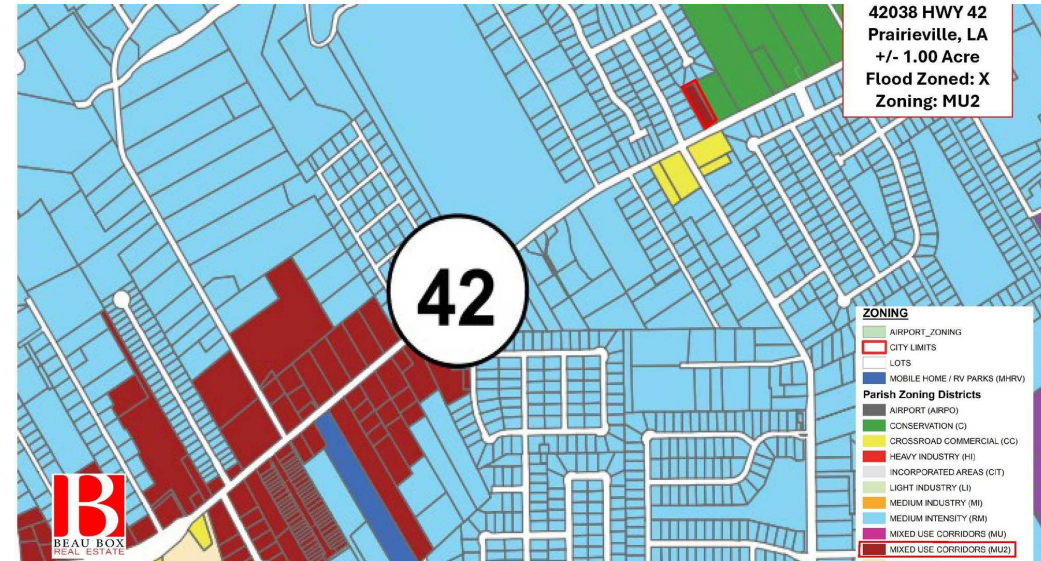 42038 HWY 42
Prairieville, LA
+/- 1.00 Acre
Flood Zoned: X
Zoning: MU2
42
ZONING
AIRPORT_ZONING
CITY LIMITS
LOTS
MOBILE HOME / RV PARKS (MHRV)
Parish Zoning Districts
AIRPORT (AIRPO)
CONSERVATION (C)
CROSSROAD COMMERCIAL (CC)
HEAVY INDUSTRY (HI)
INCORPORATED AREAS (CIT)
LIGHT INDUSTRY (LI)
MEDIUM INDUSTRY (MI)
MEDIUM INTENSITY (RM)
MIXED USE CORRIDORS (MU)
MIXED USE CORRIDORS (MU2)
B
BEAU BOX
REAL ESTATE